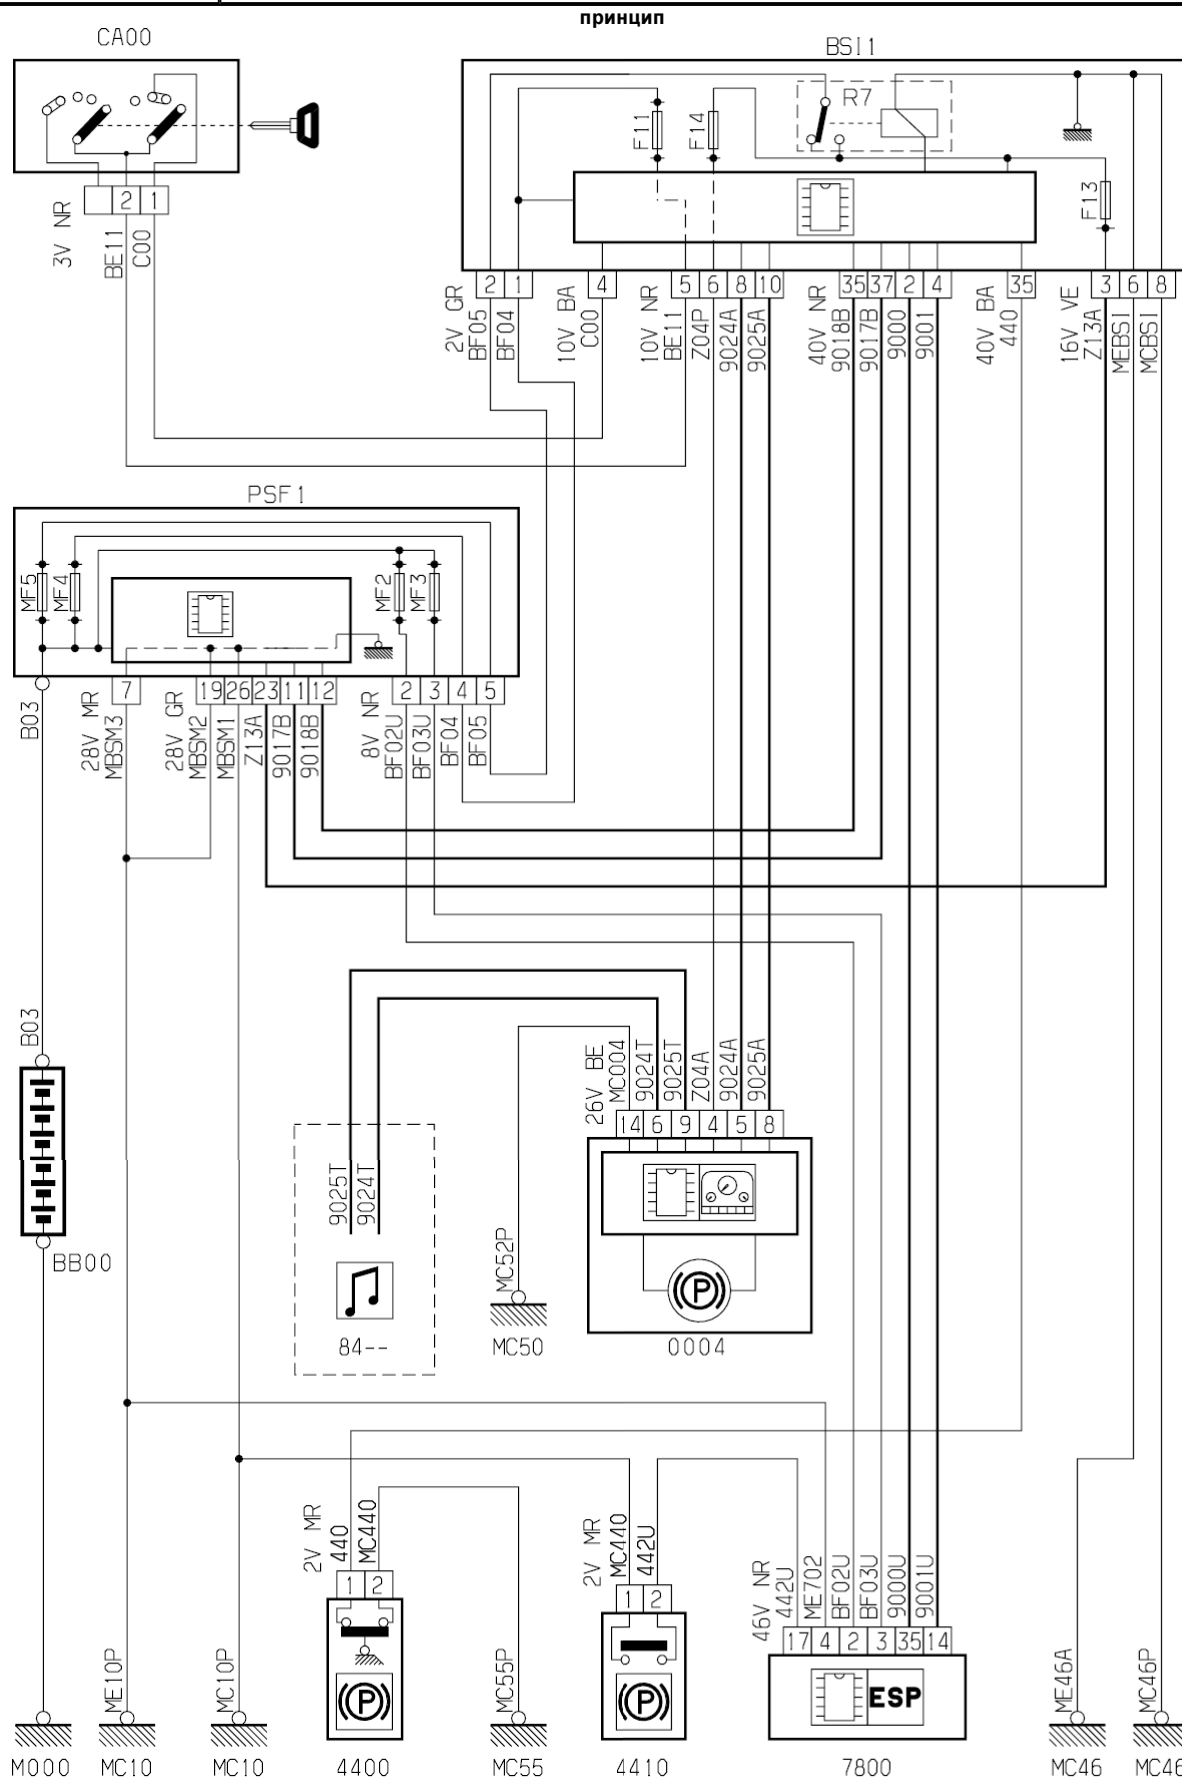 принцип
CA00
BSI1
R7
F11
F14
F13
2
1
3V NR
BE11
C00
2
1
4
5
6
8
10
35
37
2
4
35
3
6
8
2V GR
BF05
BF04
10V BA
C00
10V NR
BE11
Z04P
9024A
9025A
40V NR
9018B
9017B
9000
9001
40V BA
440
16V VE
Z13A
MEBSI
MCBSI
PSF1
MF5
MF4
MF2
MF3
7
19
26
23
11
12
2
3
4
5
B03
28V MR
MBSM3
28V GR
MBSM2
MBSM1
Z13A
9017B
9018B
8V NR
BF02U
BF03U
BF04
BF05
B03
26V BE
MC004
9024T
9025T
Z04A
9024A
9025A
14
6
9
4
5
8
9025T
9024T
BB00
MC52P
P
84--
MC50
0004
2V MR
440
MC440
2V MR
MC440
442U
46V NR
442U
ME702
BF02U
BF03U
9000U
9001U
1
2
1
2
17
4
2
3
35
14
ME10P
MC10P
MC55P
ME46A
MC46P
P
P
ESP
M000
MC10
MC10
4400
MC55
4410
7800
MC46
MC46